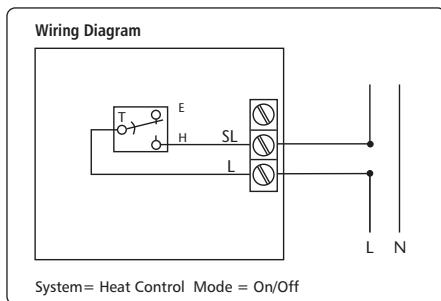 Wiring Diagram
T
E
H
SL
L
L
N
System= Heat Control Mode = On/Off